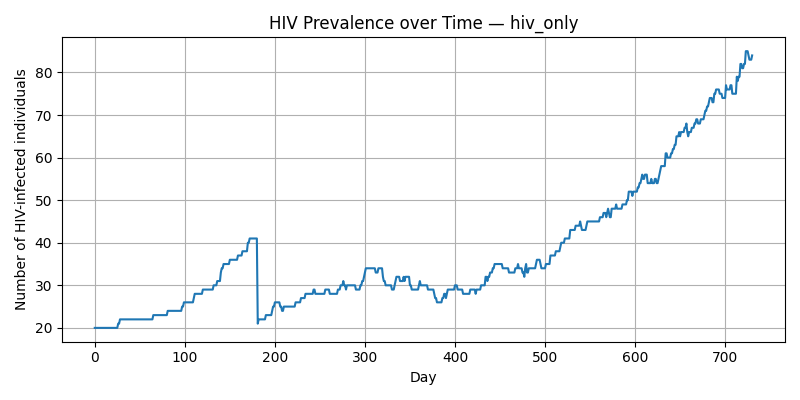 HIV Prevalence over Time — hiv_only
Number of HIV-infected individuals
80
70
60
50
40
30
20
0 100 200 300 400 500 600 700
Day